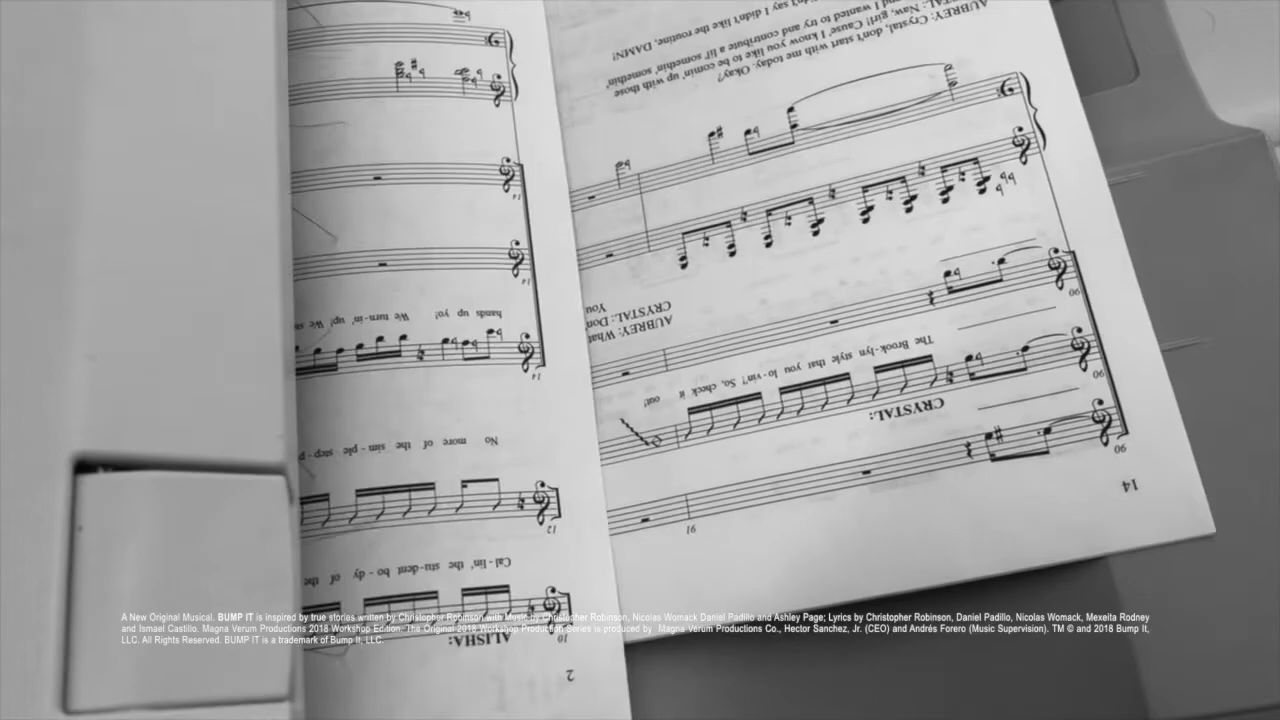 STAL: Naw, girl! Cause' I know you like to be comin' up with those
and I wanted to try and contribute a lil' somethin' somethin'
n't say I didn't like the routine, DAMN!
AUBREY: Crystal, don't start with me today. Okay?
14
90
CRYSTAL:
90
The Brook-lyn style that you lo-vin'? So, check it out!
90
AUBREY: What
CRYSTAL: Don'
You
91
2
ALISHA:
10
Cal-lin' the stu-dent bo-dy of the
12
No more of the sim-ple step-p
14
hands up yo! We turn-in' up! We
14
14
A New Original Musical. BUMP IT is inspired by true stories written by Christopher Robinson with Music by Christopher Robinson, Nicolas Womack Daniel Padillo and Ashley Page; Lyrics by Christopher Robinson, Daniel Padillo, Nicolas Womack, Mexeita Rodney
and Ismael Castillo. Magna Verum Productions 2018 Workshop Edition. The Original 2018 Workshop Production Series is produced by Magna Verum Productions Co., Hector Sanchez, Jr. (CEO) and Andrés Forero (Music Supervision). TM © and 2018 Bump It,
LLC. All Rights Reserved. BUMP IT is a trademark of Bump It, LLC.